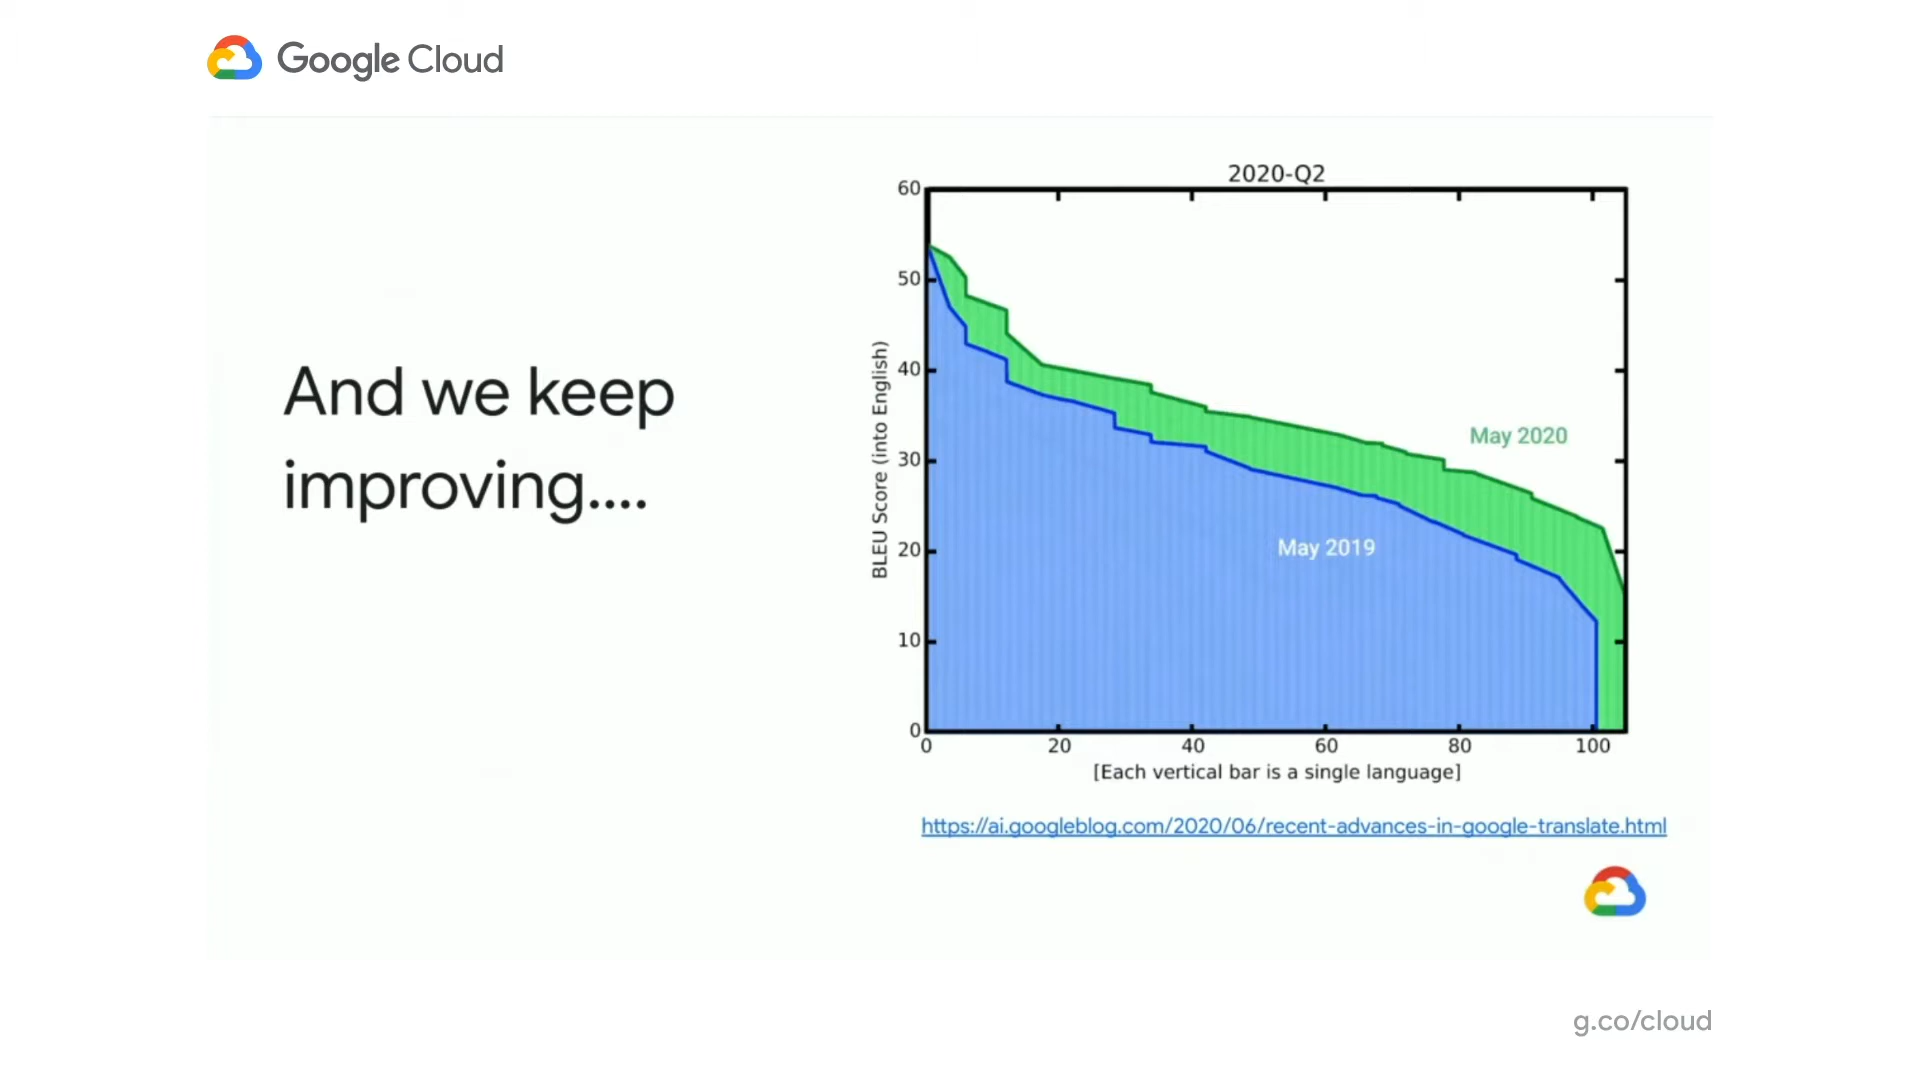 Google Cloud
And we keep
improving....
2020-Q2
60
50
40
30
20
10
0
BLEU Score (into English)
May 2020
May 2019
0 20 40 60 80 100
[Each vertical bar is a single language]
https://ai.googleblog.com/2020/06/recent-advances-in-google-translate.html
g.co/cloud